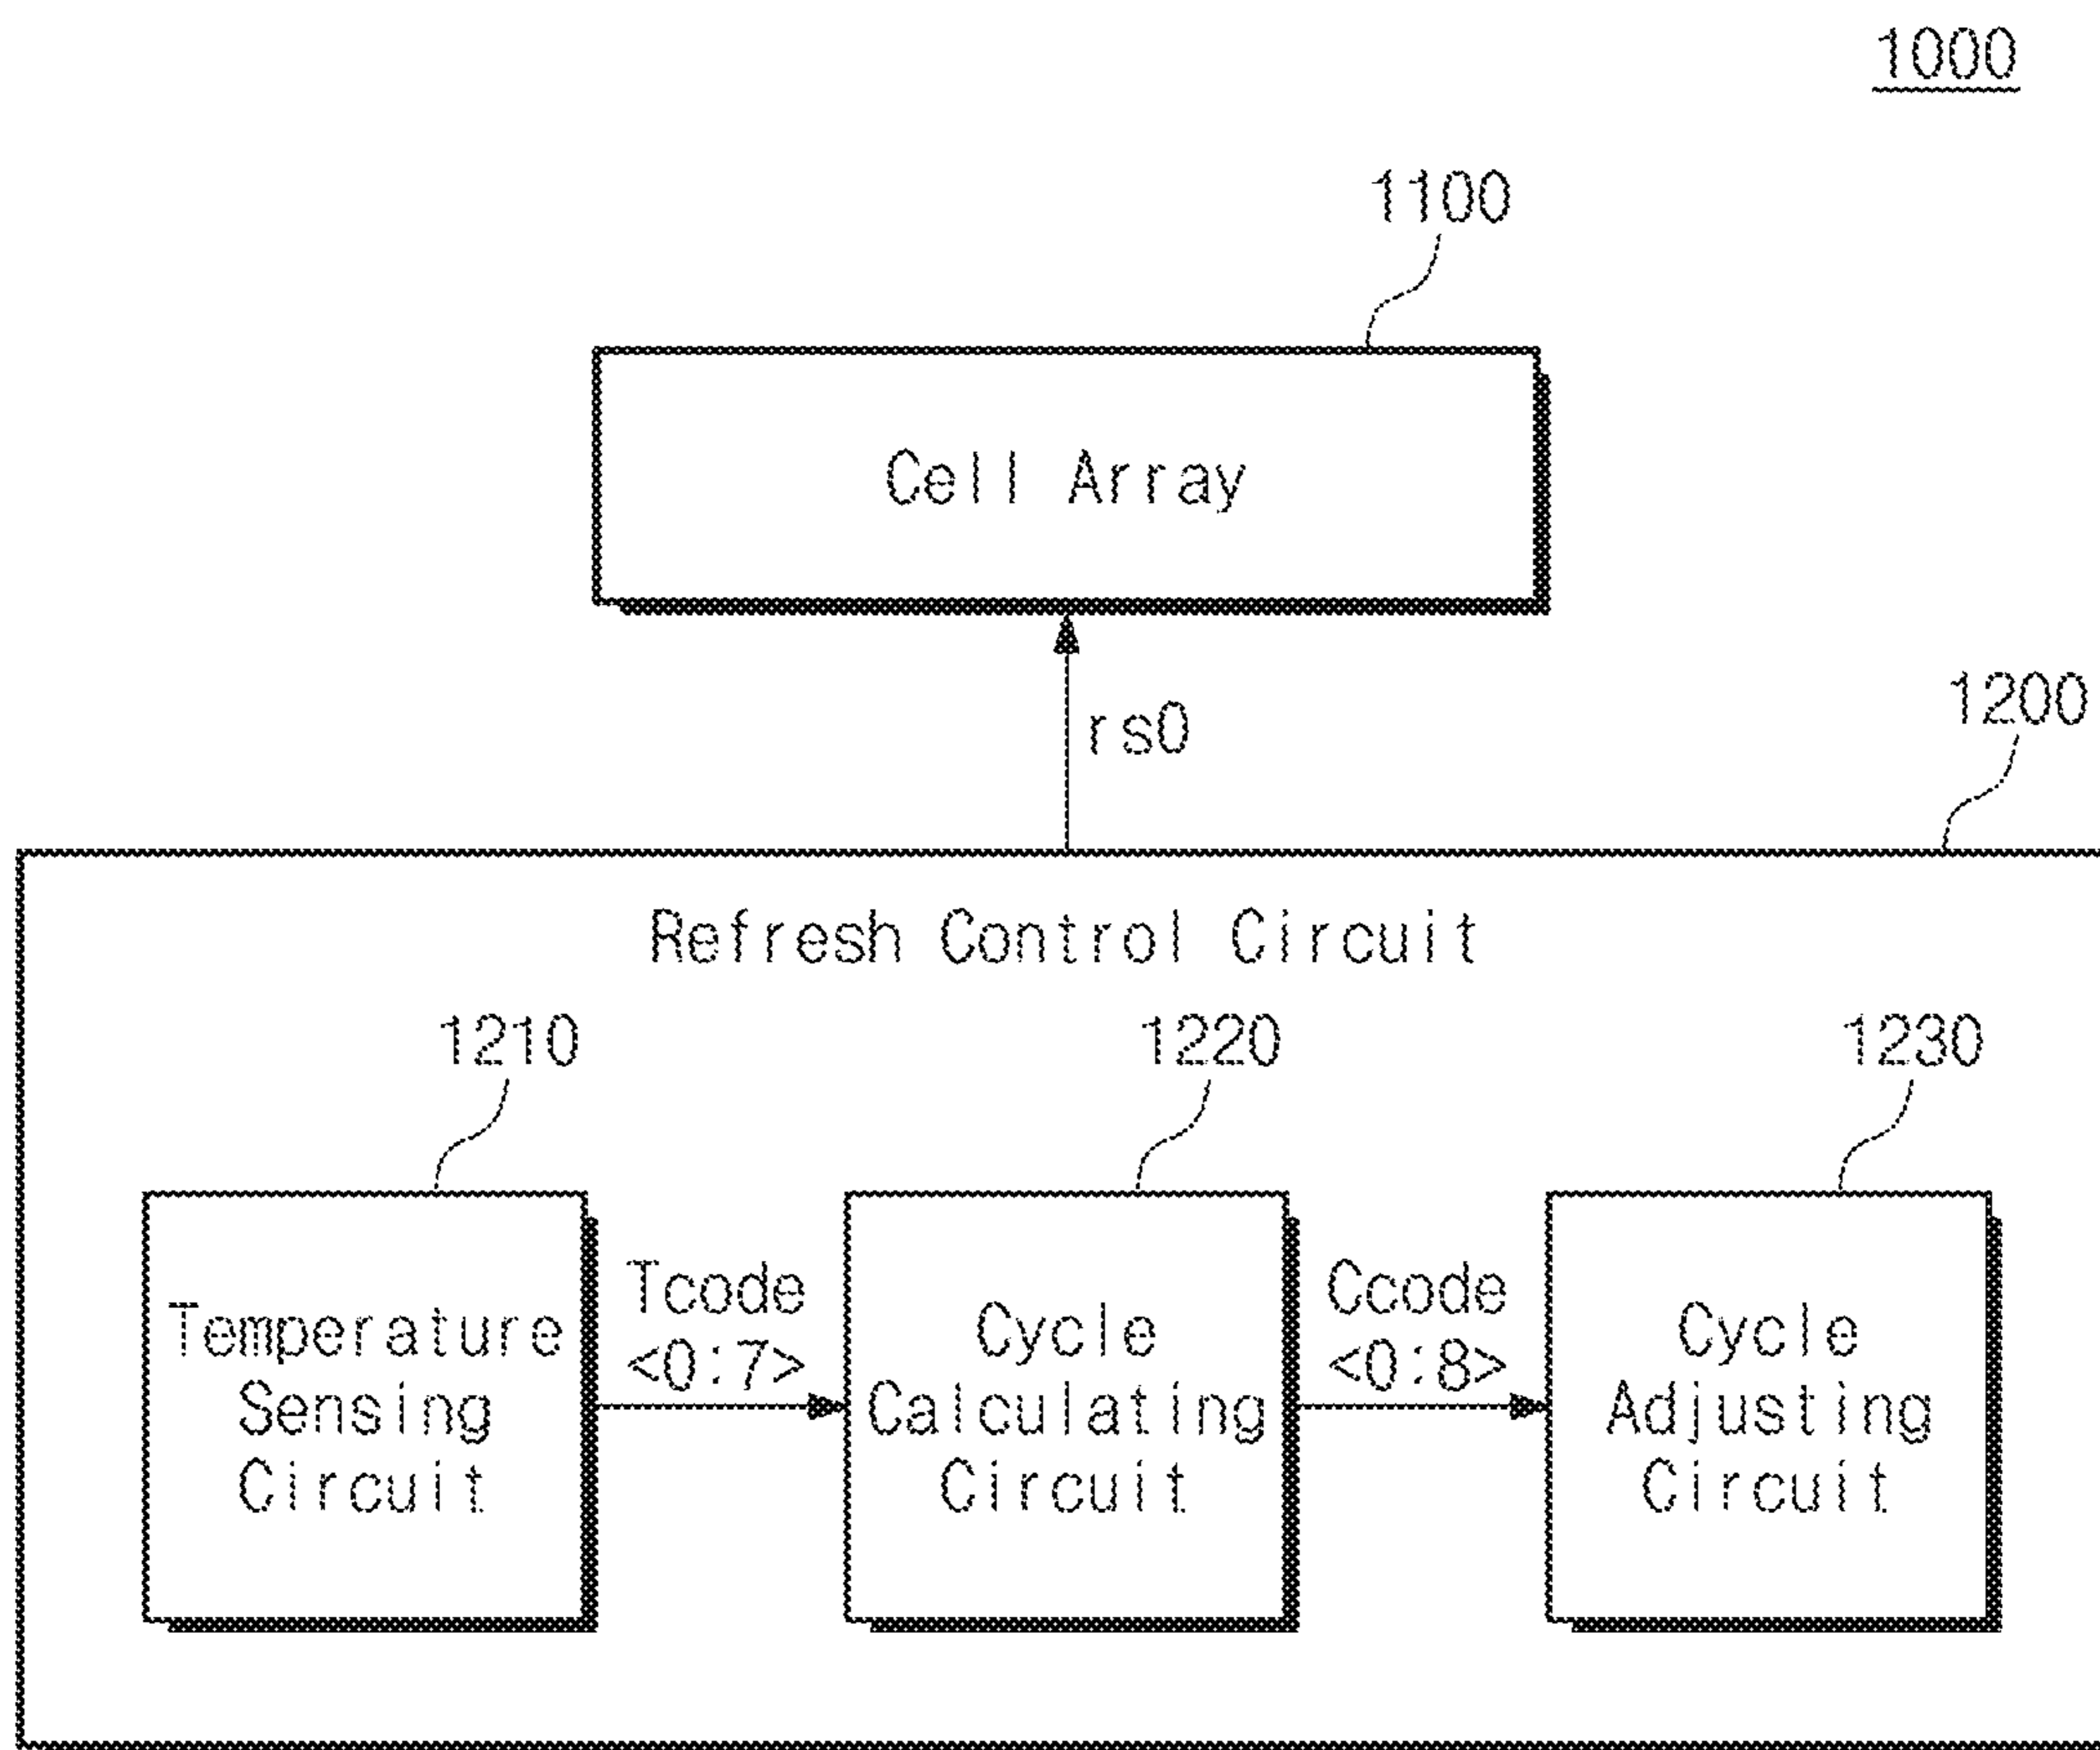 1000
1100
Cell Array
rs0
1200
Refresh Control Circuit
1210
1220
1230
Temperature
Sensing
Circuit
Tcode
<0:7>
Cycle
Calculating
Circuit
Ccode
<0:8>
Cycle
Adjusting
Circuit